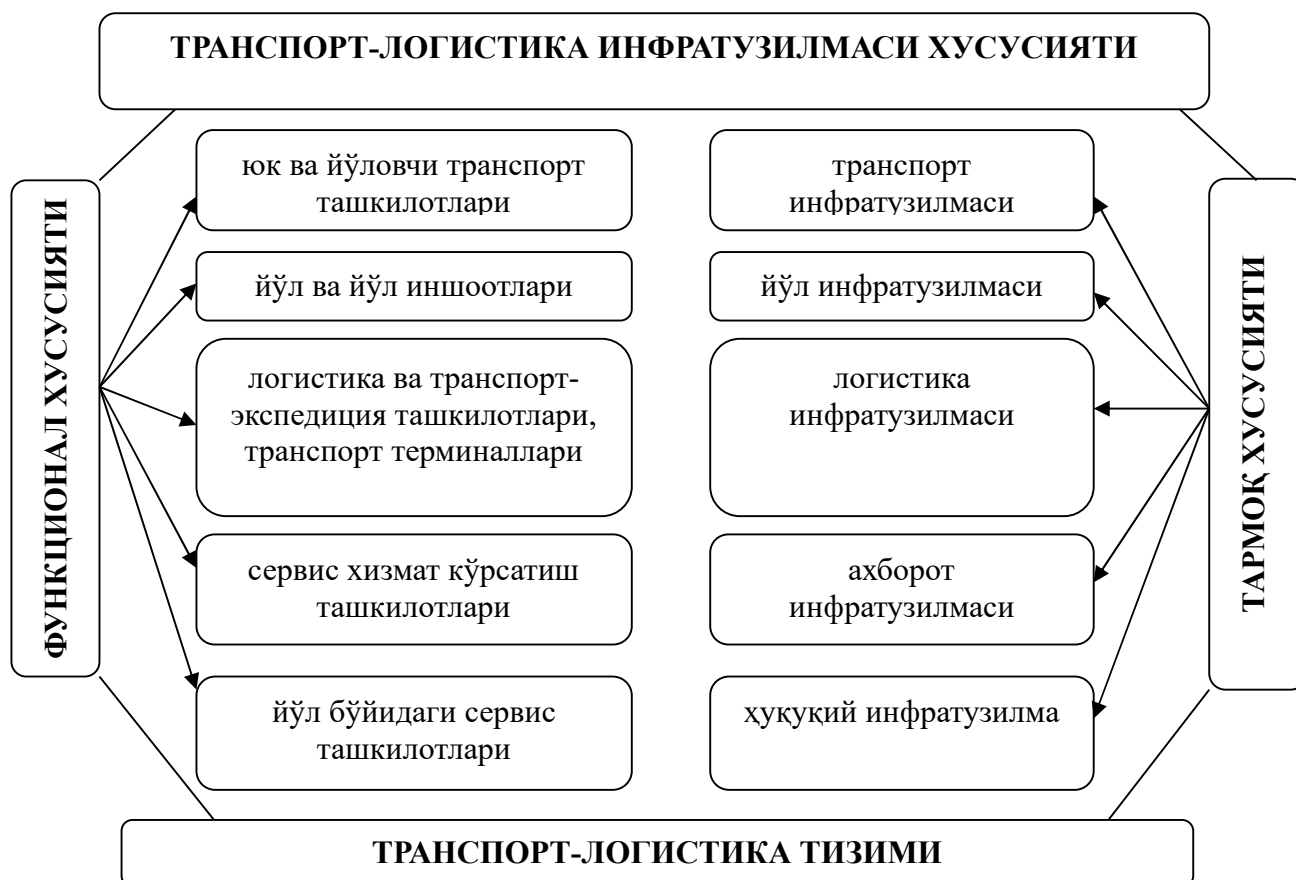 ТРАНСПОРТ-ЛОГИСТИКА ИНФРАТУЗИЛМАСИ ХУСУСИЯТИ
ФУНКЦИОНАЛ ХУСУСИЯТИ
юк ва йўловчи транспорт
ташкилотлари
йўл ва йўл иншоотлари
логистика ва транспорт-
экспедиция ташкилотлари,
транспорт терминаллари
сервис хизмат кўрсатиш
ташкилотлари
йўл бўйидаги сервис
ташкилотлари
транспорт
инфратузилмаси
йўл инфратузилмаси
логистика
инфратузилмаси
ахборот
инфратузилмаси
ҳуқуқий инфратузилма
ТАРМОҚ ХУСУСИЯТИ
ТРАНСПОРТ-ЛОГИСТИКА ТИЗИМИ